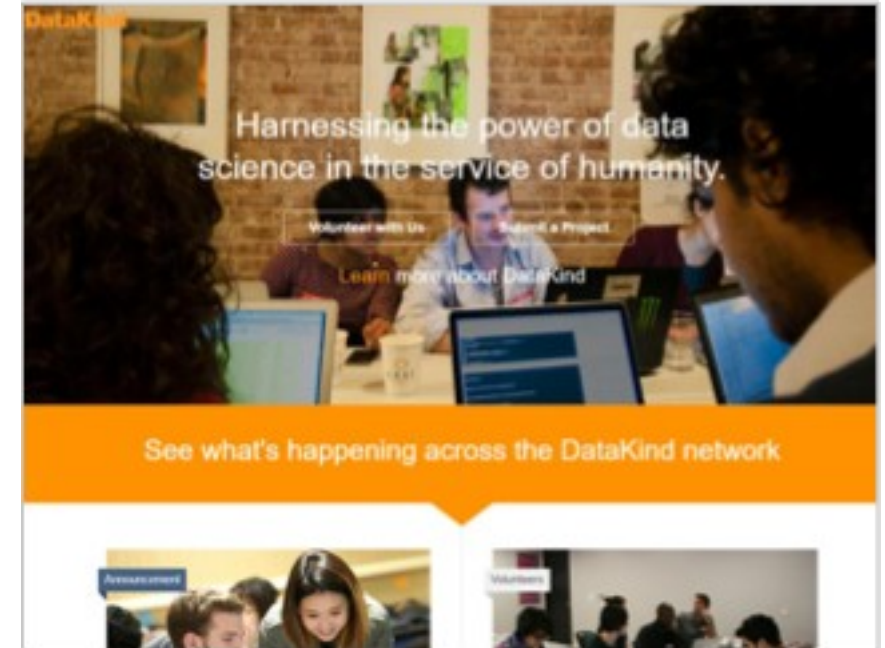 DataKind
Harnessing the power of data
science in the service of humanity.
Volunteer with Us
Submit a Project
Learn more about DataKind
See what's happening across the DataKind network
Announcement
Volunteers